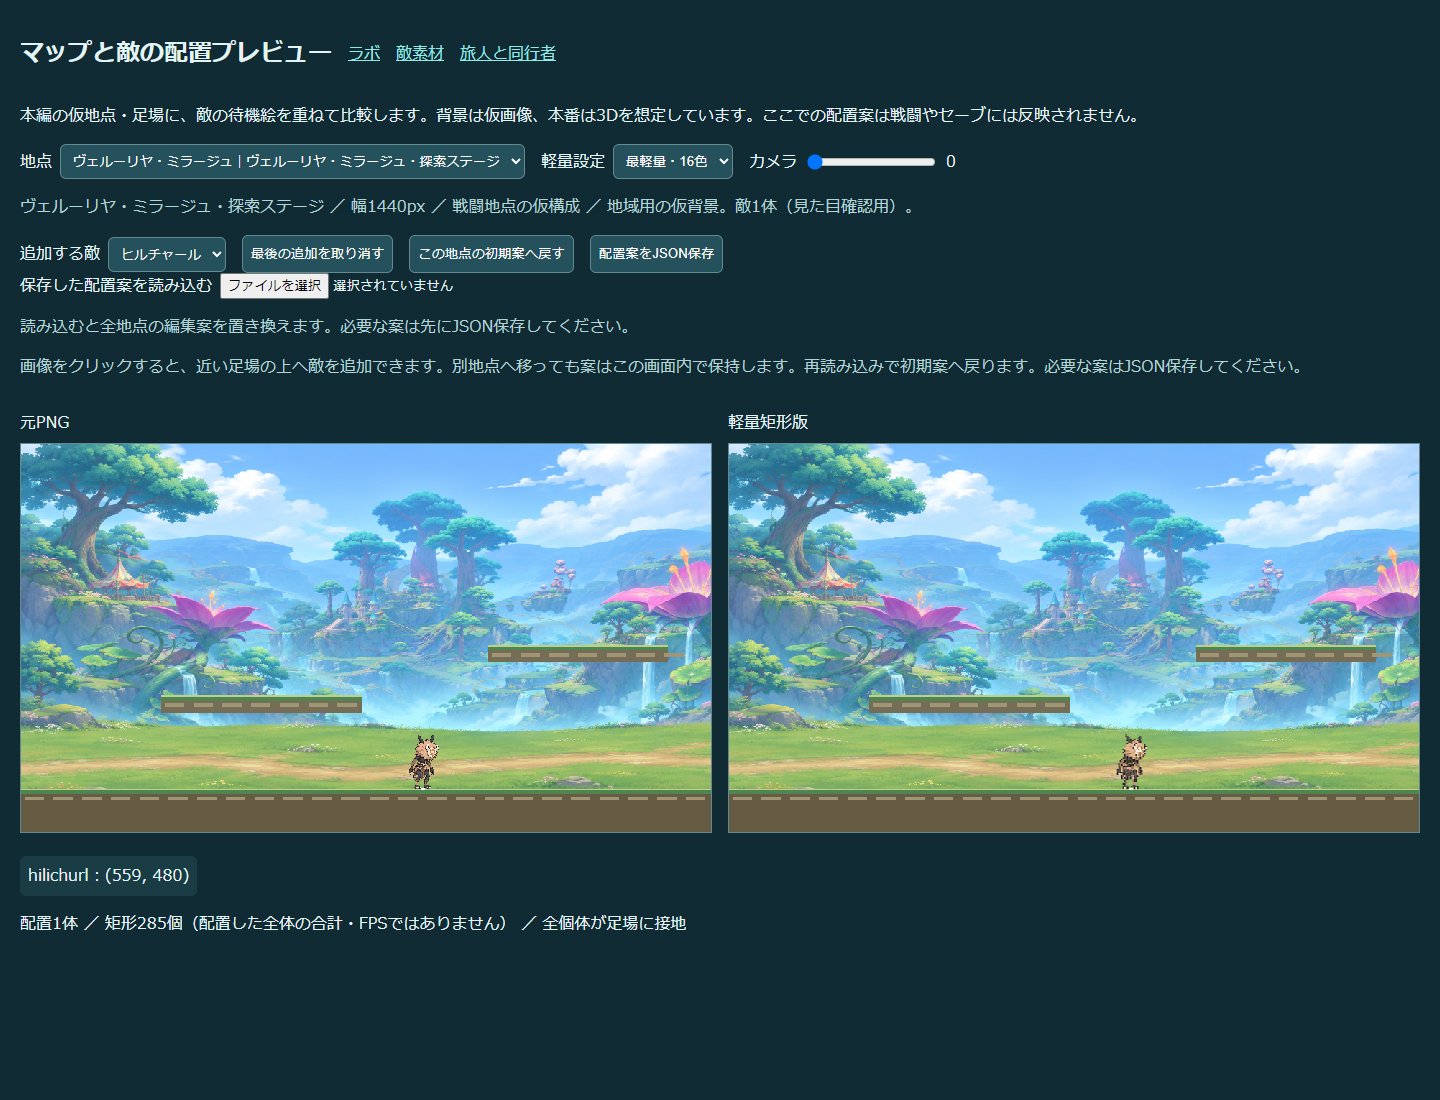 マップと敵の配置プレビュー ラボ 敵素材 旅人と同行者
本編の仮地点・足場に、敵の待機絵を重ねて比較します。背景は仮画像、本番は3Dを想定しています。ここでの配置案は戦闘やセーブには反映されません。
地点 ヴェルーリヤ・ミラージュ | ヴェルーリヤ・ミラージュ・探索ステージ 軽量設定 最軽量・16色 カメラ 0
ヴェルーリヤ・ミラージュ・探索ステージ ／ 幅1440px ／ 戦闘地点の仮構成 ／ 地域用の仮背景。敵1体（見た目確認用）。
追加する敵 ヒルチャール 最後の追加を取り消す この地点の初期案へ戻す 配置案をJSON保存
保存した配置案を読み込む ファイルを選択 選択されていません
読み込むと全地点の編集案を置き換えます。必要な案は先にJSON保存してください。
画像をクリックすると、近い足場の上へ敵を追加できます。別地点へ移っても案はこの画面内で保持します。再読み込みで初期案へ戻ります。必要な案はJSON保存してください。
元PNG
軽量矩形版
hilichurl : (559, 480)
配置1体 ／ 矩形285個（配置した全体の合計・FPSではありません） ／ 全個体が足場に接地